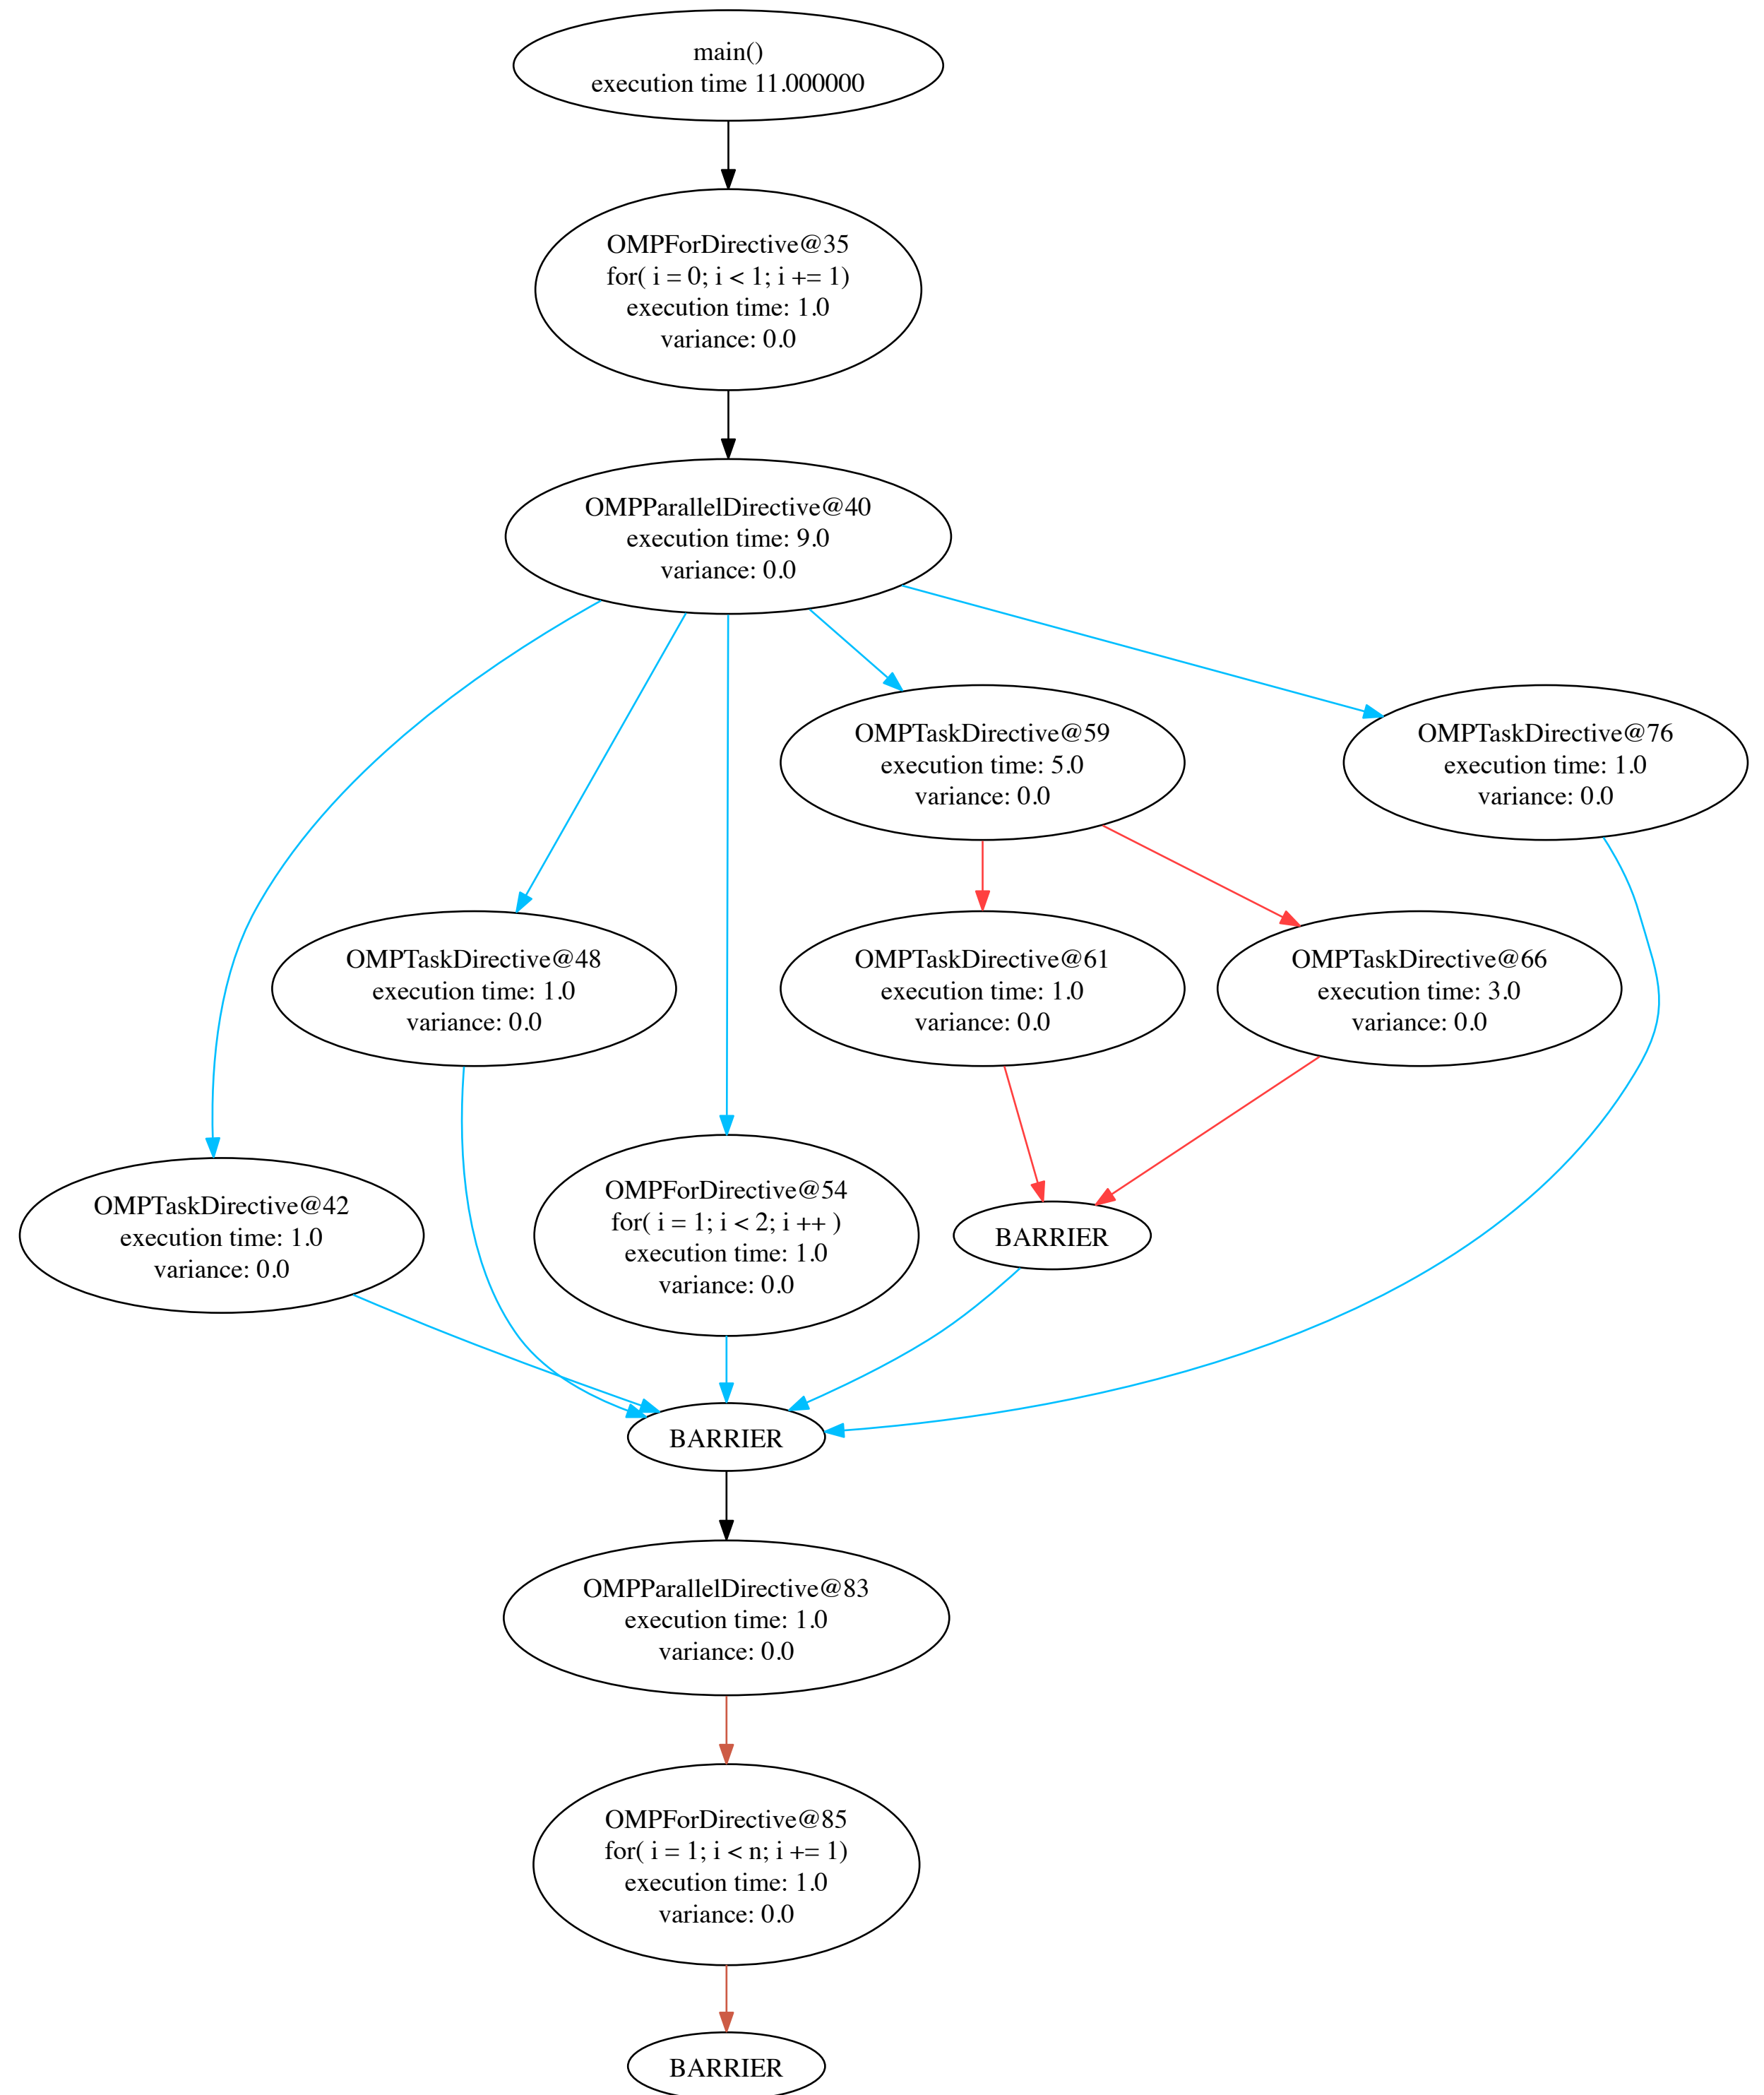 main()
execution time 11.000000
OMPForDirective@35
for( i = 0; i < 1; i += 1)
execution time: 1.0
variance: 0.0
OMPParallelDirective@40
execution time: 9.0
variance: 0.0
OMPTaskDirective@59
execution time: 5.0
variance: 0.0
OMPTaskDirective@76
execution time: 1.0
variance: 0.0
OMPTaskDirective@48
execution time: 1.0
variance: 0.0
OMPTaskDirective@61
execution time: 1.0
variance: 0.0
OMPTaskDirective@66
execution time: 3.0
variance: 0.0
OMPTaskDirective@42
execution time: 1.0
variance: 0.0
OMPForDirective@54
for( i = 1; i < 2; i ++ )
execution time: 1.0
variance: 0.0
BARRIER
BARRIER
OMPParallelDirective@83
execution time: 1.0
variance: 0.0
OMPForDirective@85
for( i = 1; i < n; i += 1)
execution time: 1.0
variance: 0.0
BARRIER